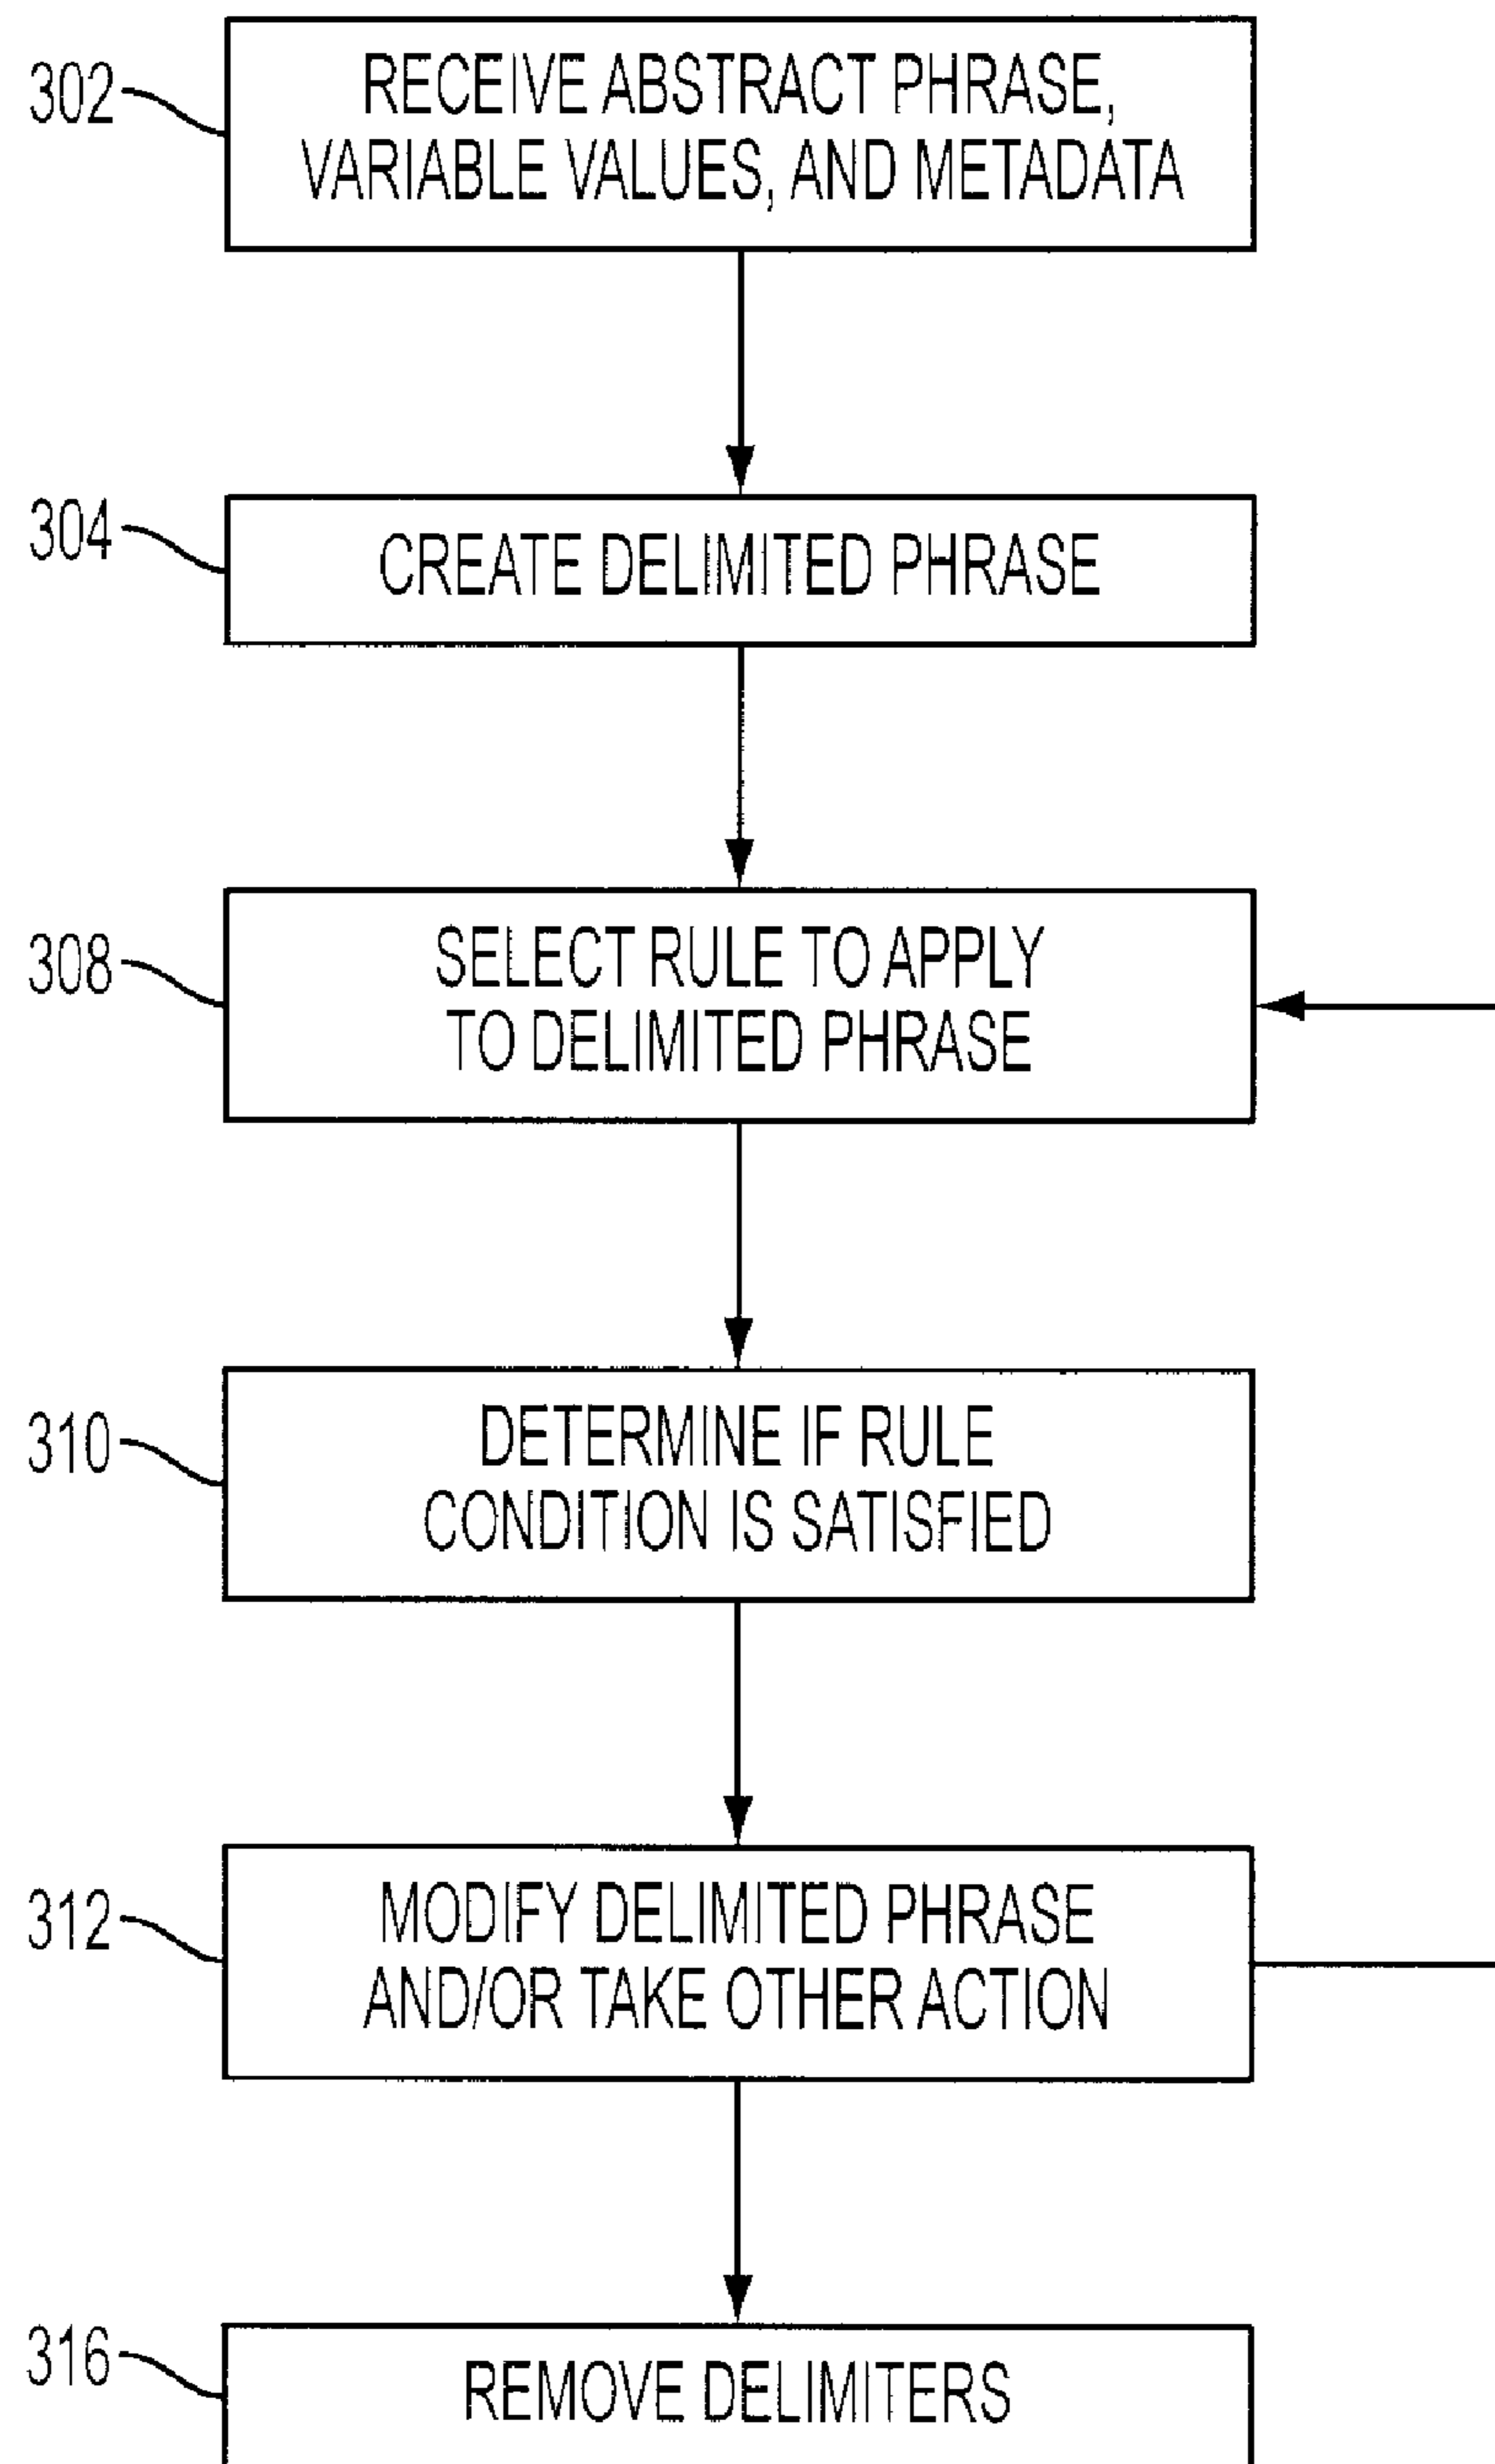 302
RECEIVE ABSTRACT PHRASE,
VARIABLE VALUES, AND METADATA
304
CREATE DELIMITED PHRASE
308
SELECT RULE TO APPLY
TO DELIMITED PHRASE
310
DETERMINE IF RULE
CONDITION IS SATISFIED
312
MODIFY DELIMITED PHRASE
AND/OR TAKE OTHER ACTION
316
REMOVE DELIMITERS